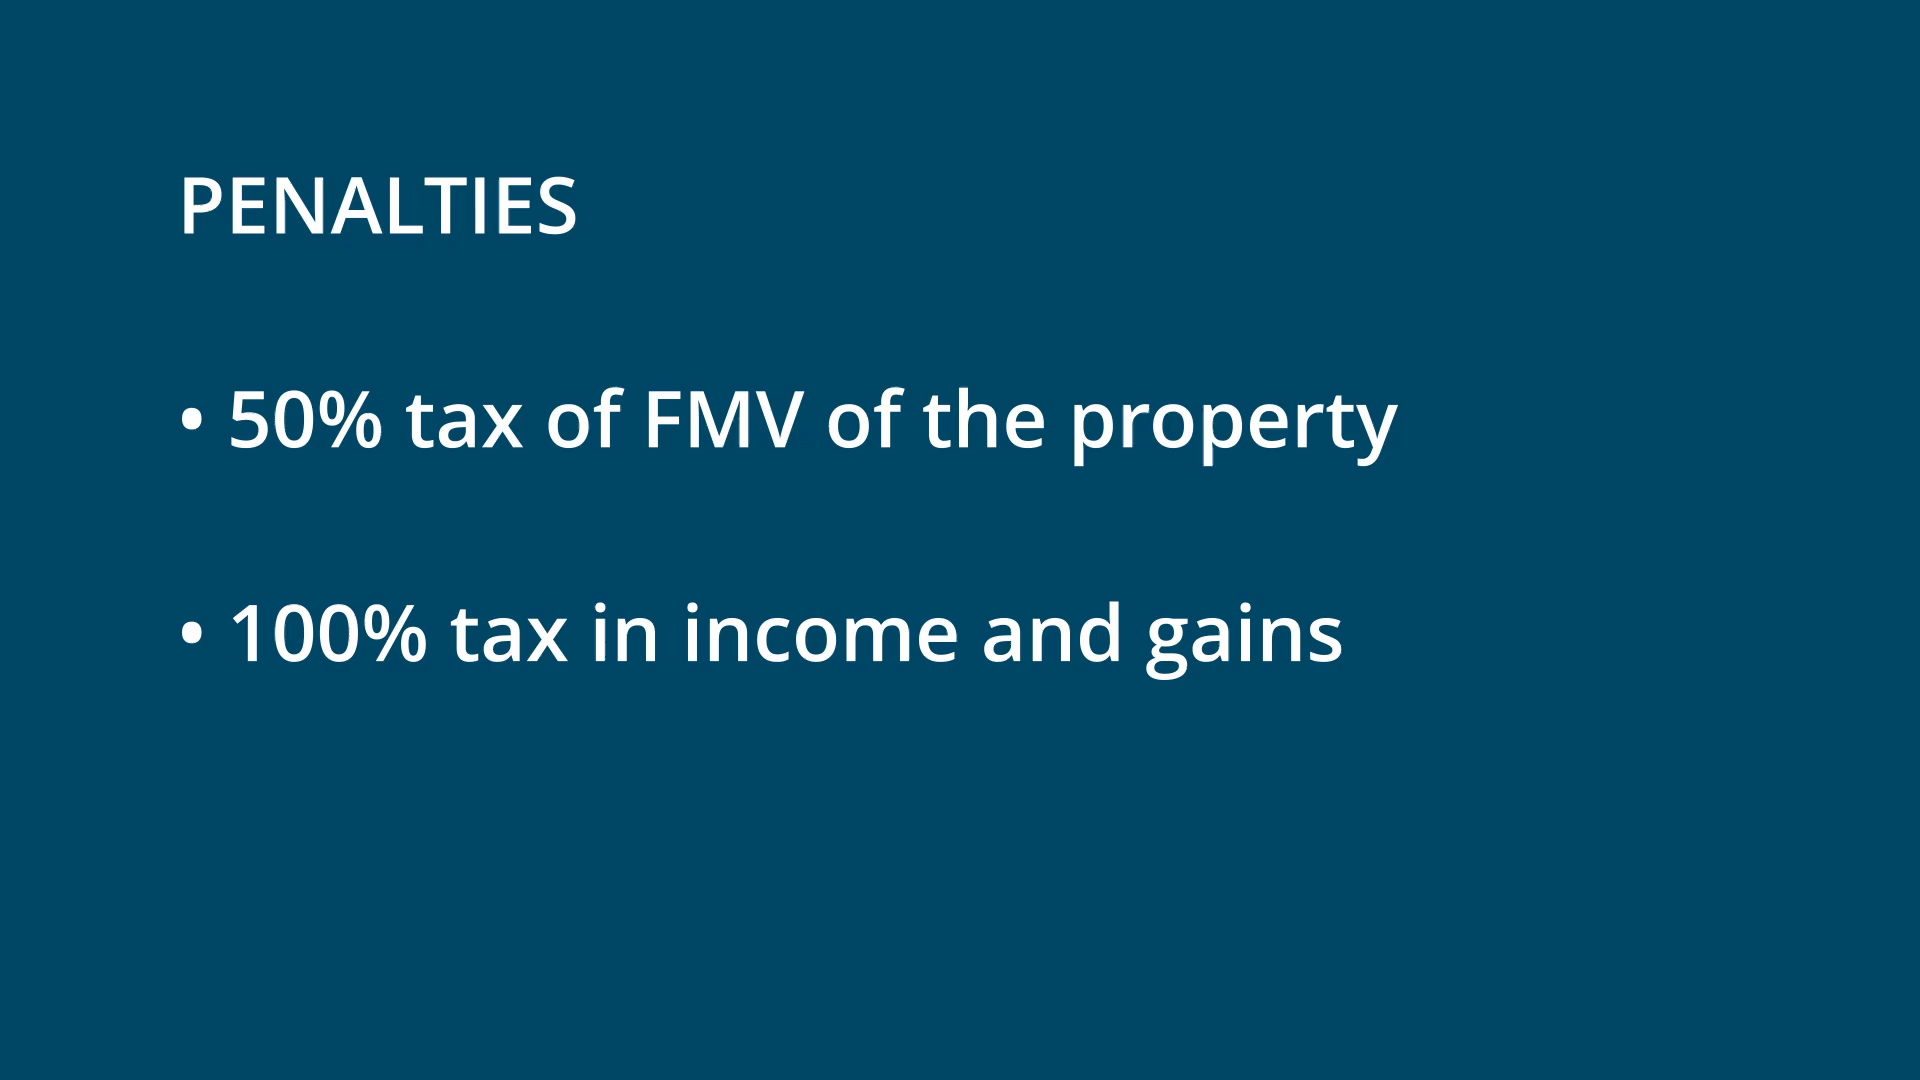 PENALTIES
• 50% tax of FMV of the property
• 100% tax in income and gains